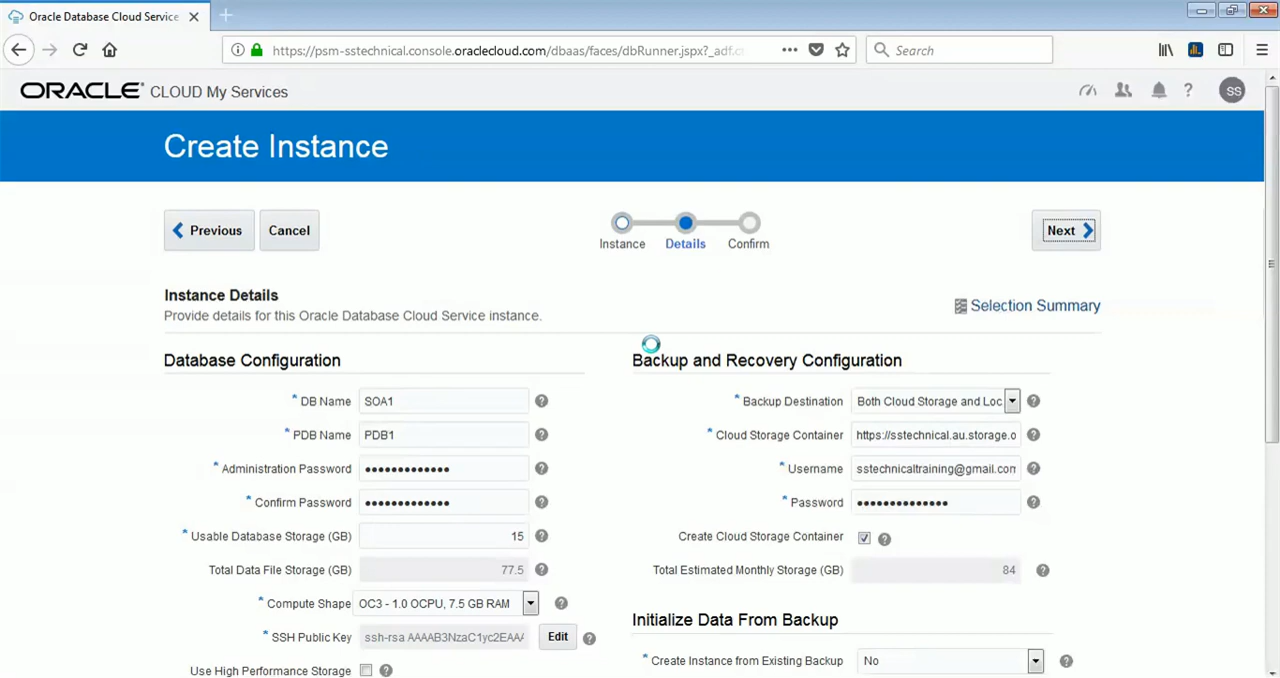 Oracle Database Cloud Service
https://psm-sstechnical.console.oraclecloud.com/dbaas/faces/dbRunner.jspx?_adf.c
Search
ORACLE CLOUD My Services
SS
Create Instance
Previous
Cancel
Instance
Details
Confirm
Next
Instance Details
Provide details for this Oracle Database Cloud Service instance.
Selection Summary
Database Configuration
* DB Name SOA1
* PDB Name PDB1
* Administration Password •••••••••••••
* Confirm Password •••••••••••••
* Usable Database Storage (GB) 15
Total Data File Storage (GB) 77.5
* Compute Shape OC3 - 1.0 OCPU, 7.5 GB RAM
* SSH Public Key ssh-rsa AAAAB3NzaC1yc2EAA Edit
Use High Performance Storage
Backup and Recovery Configuration
* Backup Destination Both Cloud Storage and Loc
* Cloud Storage Container https://sstechnical.au.storage.o
* Username sstechnicaltraining@gmail.com
* Password ••••••••••••••
Create Cloud Storage Container
Total Estimated Monthly Storage (GB) 84
Initialize Data From Backup
* Create Instance from Existing Backup No